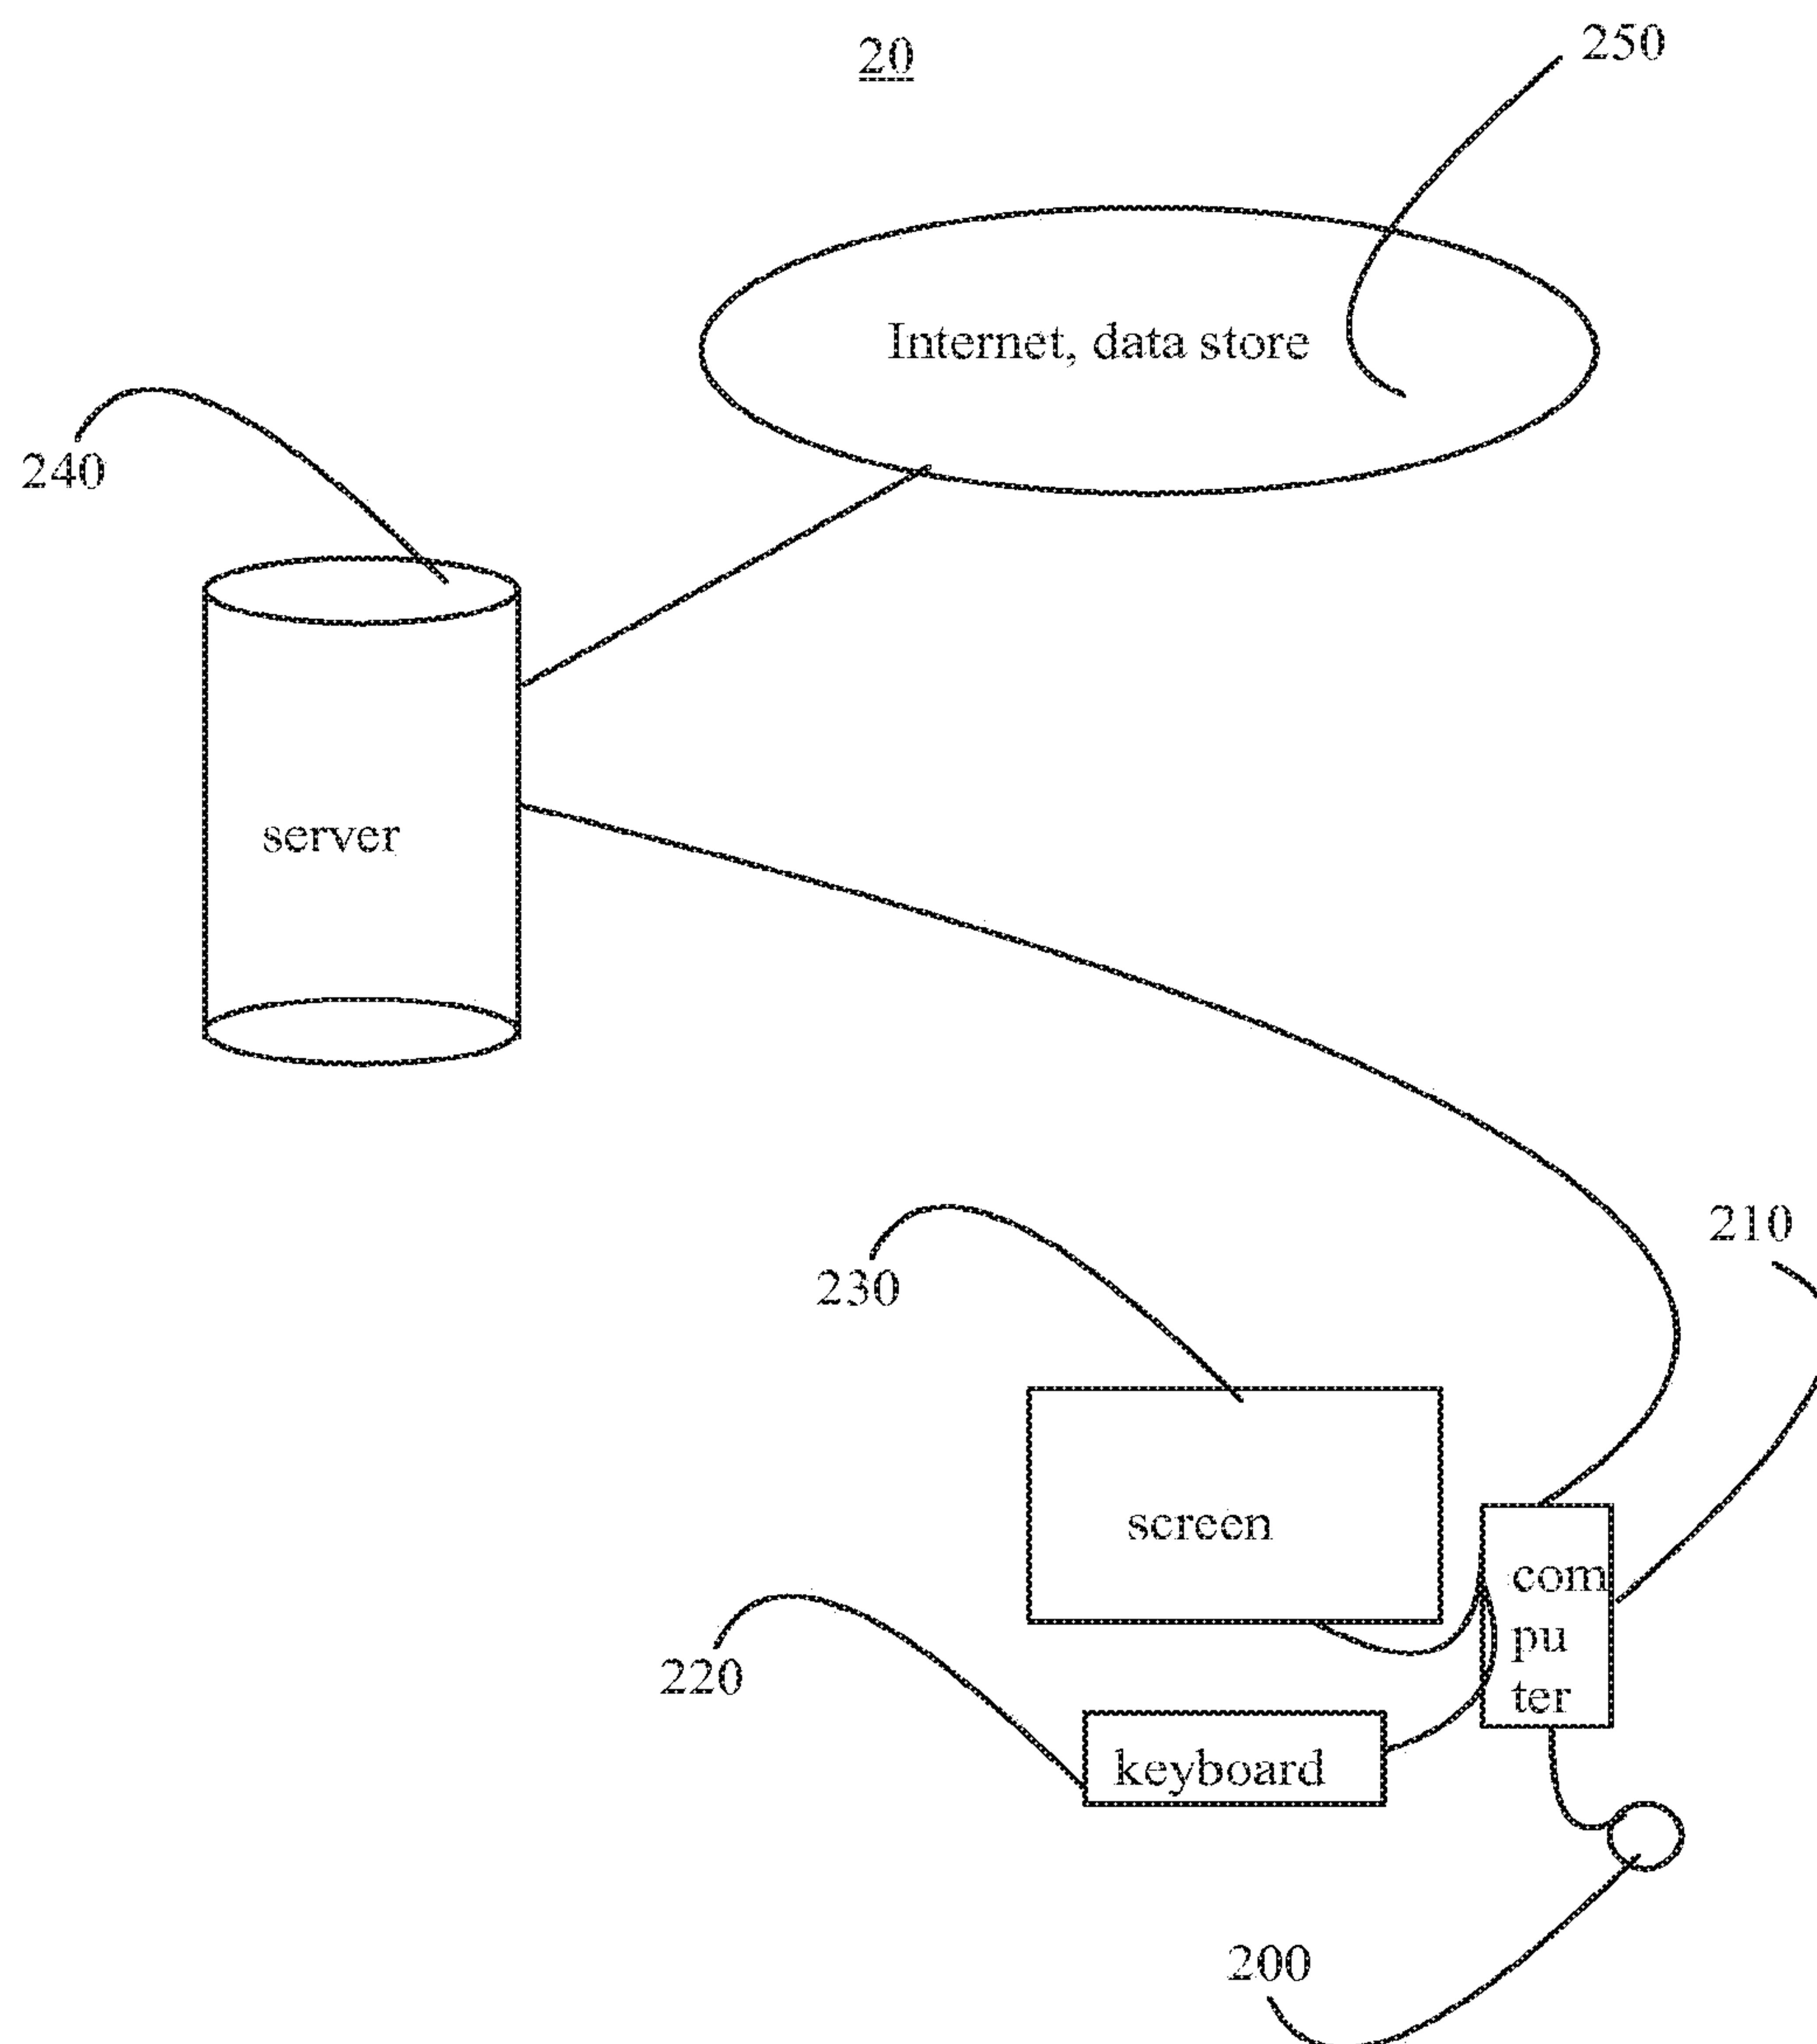 20
250
Internet, data store
240
server
210
230
screen
com
pu
ter
220
keyboard
200